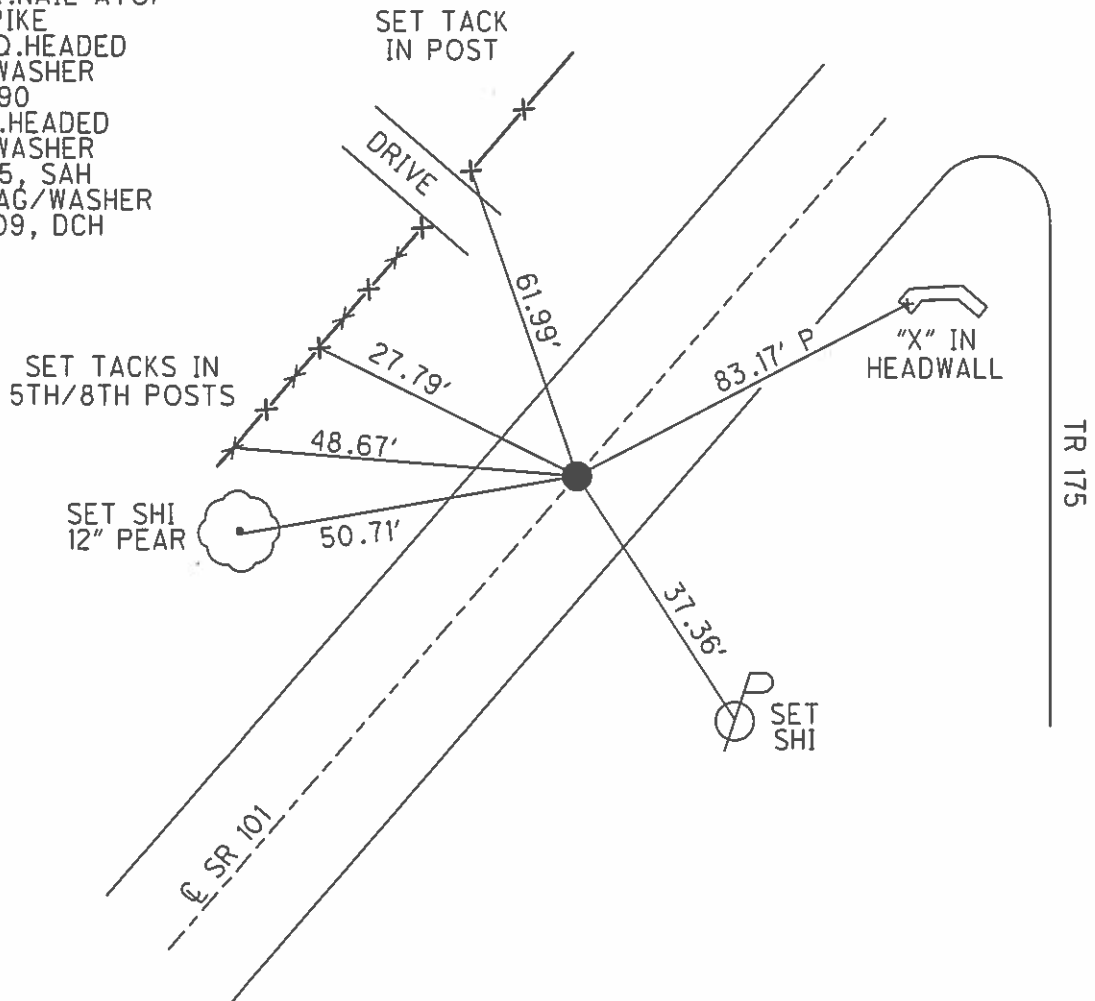 PIKE
Q.HEADED
WASHER
90
.HEADED
WASHER
5, SAH
AG/WASHER
09, DCH
SET TACK
IN POST
DRIVE
61.99'
27.79'
83.17' P
"X" IN
HEADWALL
SET TACKS IN
5TH/8TH POSTS
48.67'
TR 175
SET SHI
12" PEAR
50.71'
37.36'
SET
SHI
℄ SR 101